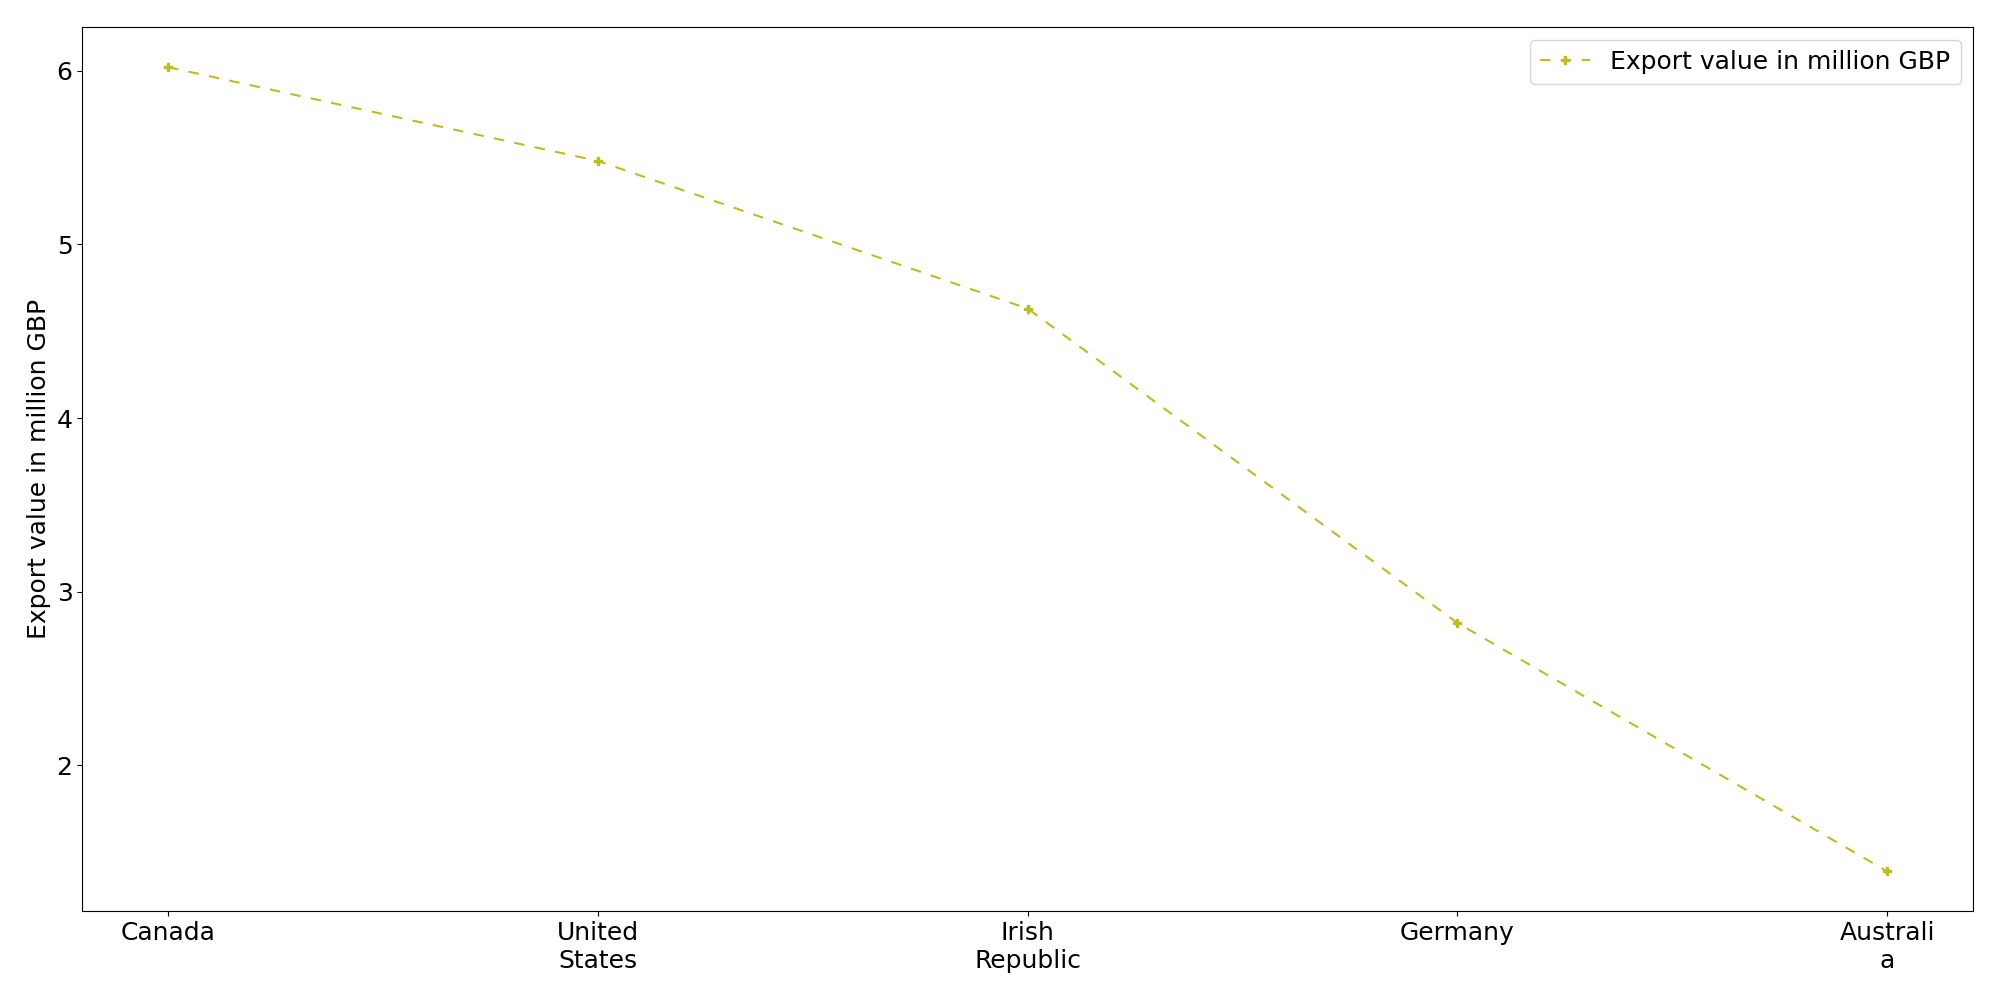 Export value in million GBP
Export value in million GBP
6
5
4
3
2
Canada
United
States
Irish
Republic
Germany
Australi
a